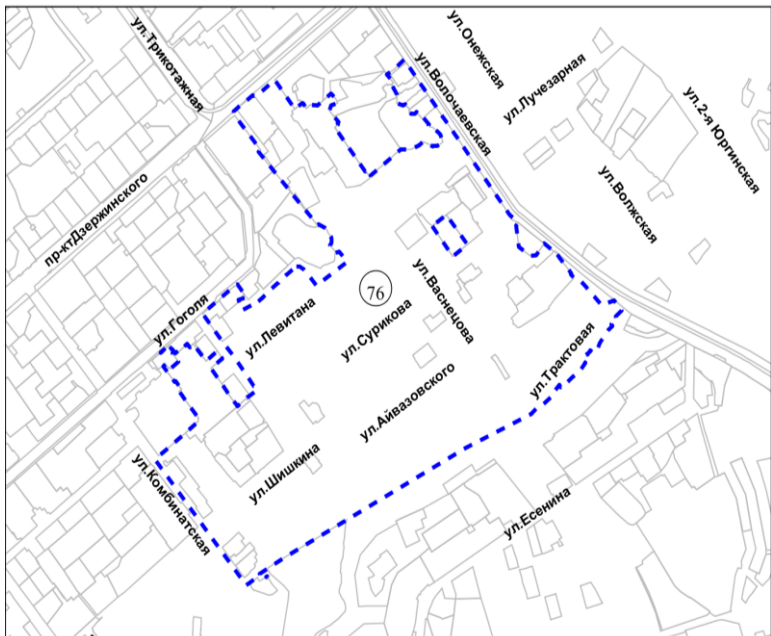 ул.Трикотажная
ул.Онежская
ул.Волочаевская
ул.Лучезарная
ул.2-я Юргинская
ул.Волжская
пр-ктДзержинского
ул.Гоголя
ул.Левитана
76
ул.Сурикова
ул.Васнецова
ул.Айвазовского
ул.Трактовая
ул.Шишкина
ул.Комбинатская
ул.Есенина